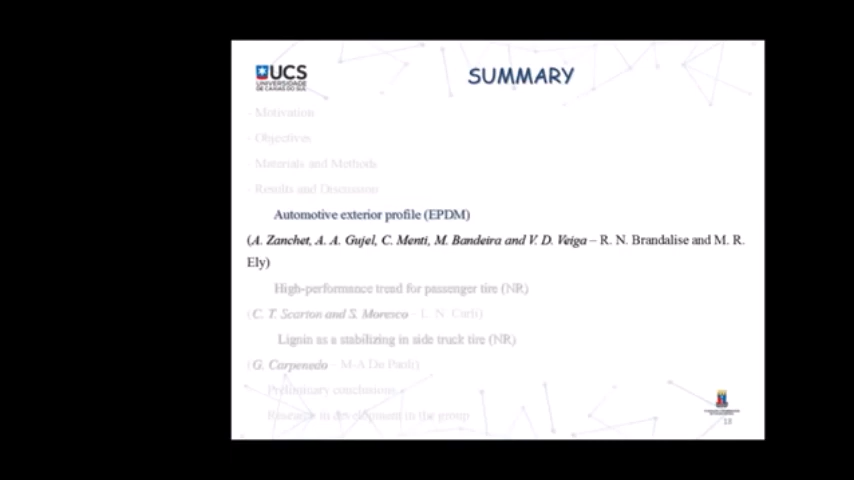 UCS
UNIVERSIDADE
DE CAXIAS DO SUL
SUMMARY
- Motivation
- Objectives
- Materials and Methods
- Results and Discussion
Automotive exterior profile (EPDM)
(A. Zanchet, A. A. Gujel, C. Menti, M. Bandeira and V. D. Veiga – R. N. Brandalise and M. R.
Ely)
High-performance trend for passenger tire (NR)
(C. T. Scarton and S. Moresco – L. N. Carli)
Lignin as a stabilizing in side truck tire (NR)
(G. Carpenedo – M-A De Paoli)
Preliminary conclusions
Research in development in the group
18